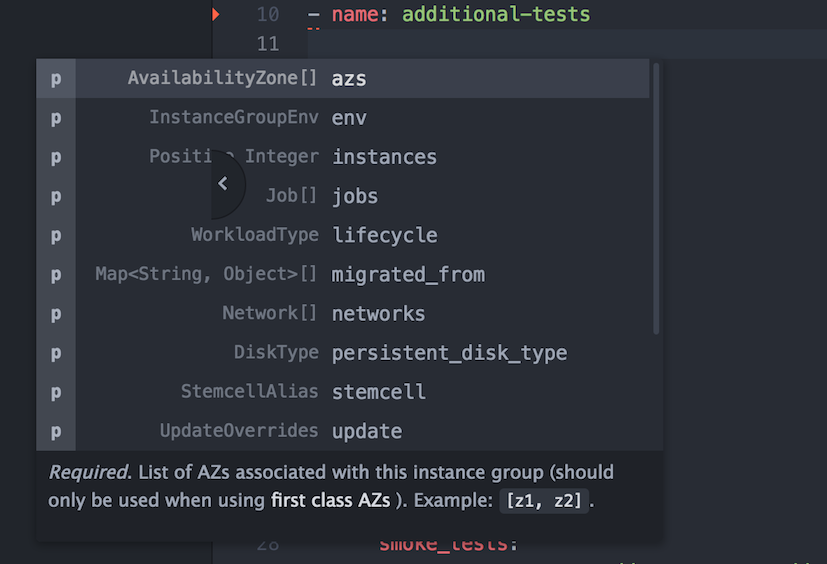 10 - name: additional-tests
11
p AvailabilityZone[] azs
p InstanceGroupEnv env
p Positive Integer instances
p Job[] jobs
p WorkloadType lifecycle
p Map<String, Object>[] migrated_from
p Network[] networks
p DiskType persistent_disk_type
p StemcellAlias stemcell
p UpdateOverrides update
Required. List of AZs associated with this instance group (should
only be used when using first class AZs ). Example: [z1, z2] .
28 smoke_tests: